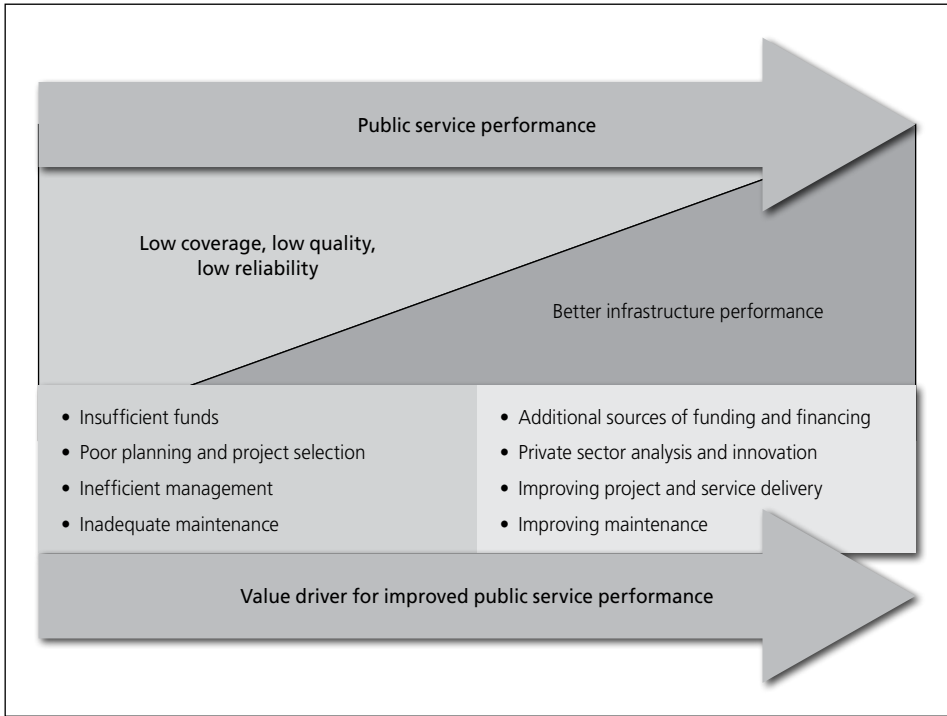 Public service performance
Low coverage, low quality,
low reliability
Better infrastructure performance
• Insufficient funds
• Poor planning and project selection
• Inefficient management
• Inadequate maintenance
• Additional sources of funding and financing
• Private sector analysis and innovation
• Improving project and service delivery
• Improving maintenance
Value driver for improved public service performance